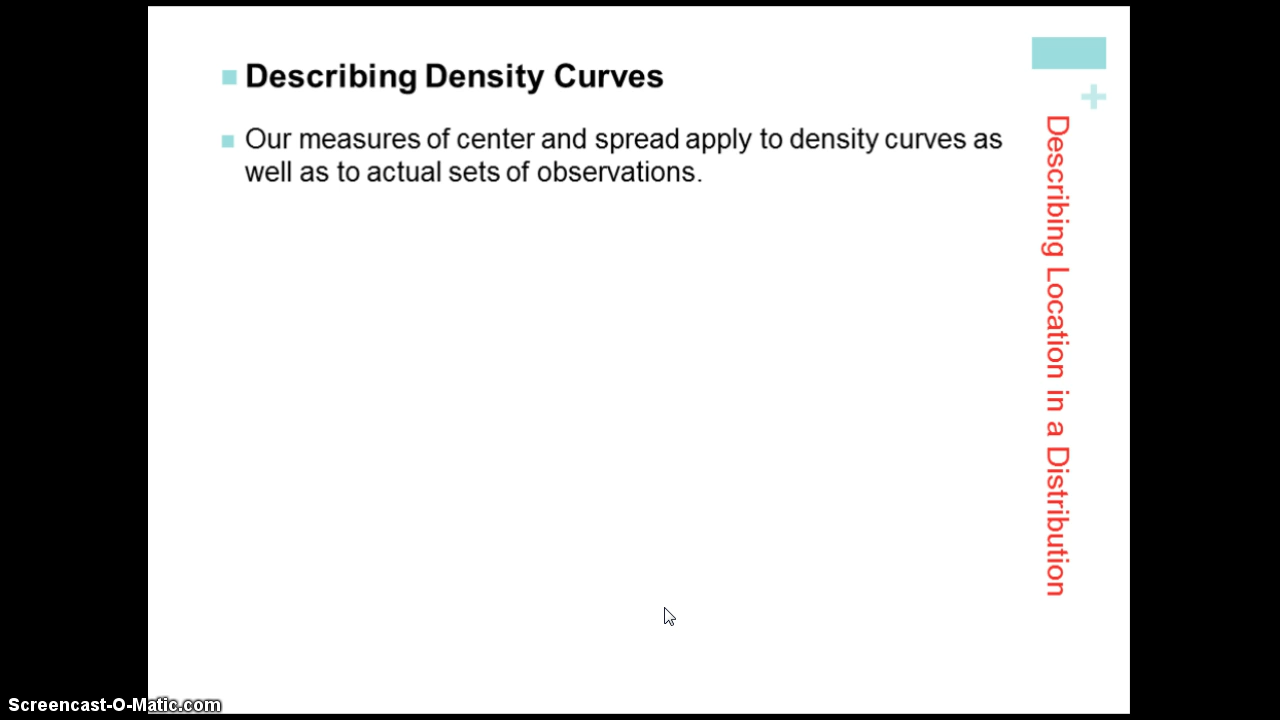 Describing Density Curves
Our measures of center and spread apply to density curves as
well as to actual sets of observations.
+
Describing Location in a Distribution
Screencast-O-Matic.com